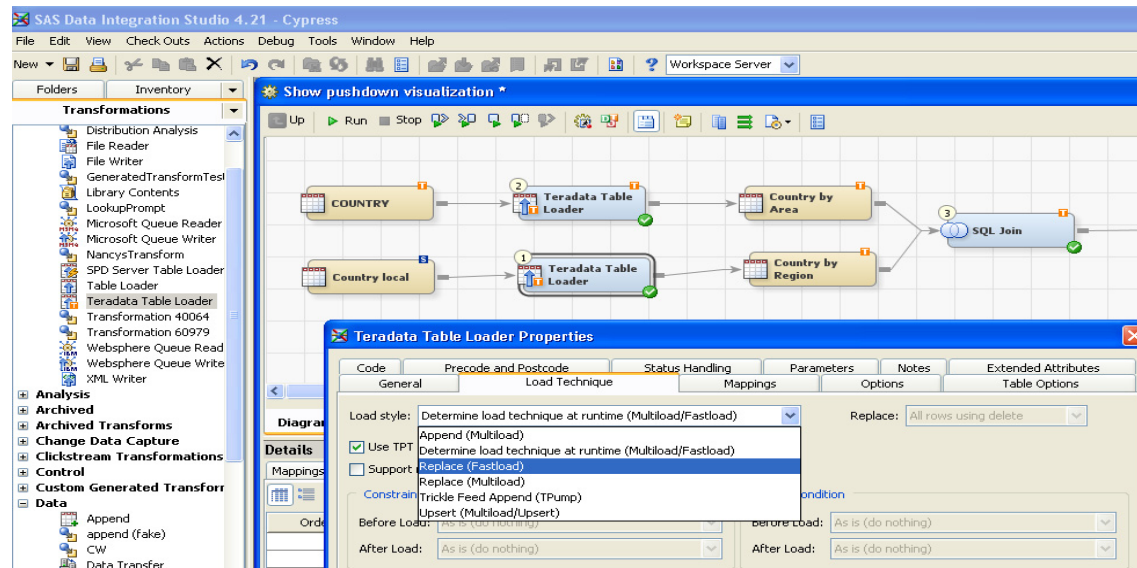 SAS Data Integration Studio 4.21 - Cypress
File Edit View Check Outs Actions Debug Tools Window Help
New Workspace Server
Folders Inventory
Transformations
Distribution Analysis
File Reader
File Writer
GeneratedTransformTest
Library Contents
LookupPrompt
Microsoft Queue Reader
Microsoft Queue Writer
NancysTransform
SPD Server Table Loader
Table Loader
Teradata Table Loader
Transformation 40064
Transformation 60979
Websphere Queue Read
Websphere Queue Write
XML Writer
Analysis
Archived
Archived Transforms
Change Data Capture
Clickstream Transformations
Control
Custom Generated Transforr
Data
Append
append (fake)
CW
Data Transfer
Show pushdown visualization *
Up Run Stop
COUNTRY
2
Teradata Table
Loader
Country by
Area
3
SQL Join
Country local
1
Teradata Table
Loader
Country by
Region
Diagra
Details
Mappings
Orde
Teradata Table Loader Properties
Code Precode and Postcode Status Handling Parameters Notes Extended Attributes
General Load Technique Mappings Options Table Options
Load style: Determine load technique at runtime (Multiload/Fastload) Replace: All rows using delete
Use TPT
Support
Append (Multiload)
Determine load technique at runtime (Multiload/Fastload)
Replace (Fastload)
Replace (Multiload)
Trickle Feed Append (TPump)
Upsert (Multiload/Upsert)
Constrain ondition
Before Load: As is (do nothing) Before Load: As is (do nothing)
After Load: As is (do nothing) After Load: As is (do nothing)